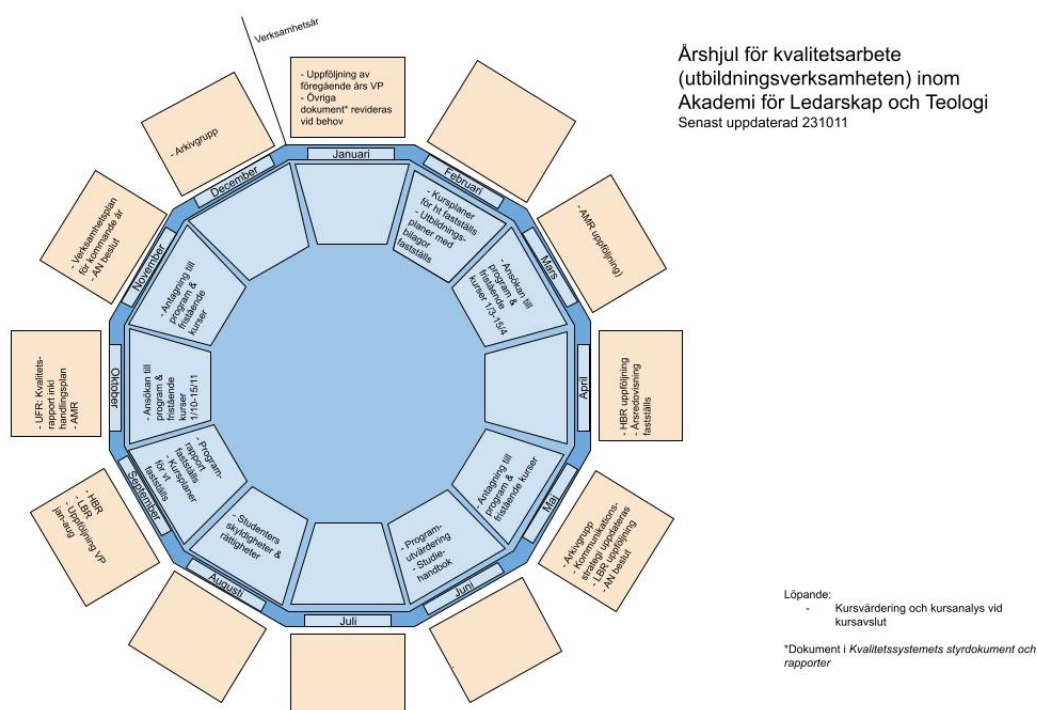 Verksamhetsår
Årshjul för kvalitetsarbete
(utbildningsverksamheten) inom
Akademi för Ledarskap och Teologi
Senast uppdaterad 231011
- Uppföljning av
föregående års VP
- Övriga
dokument* revideras
vid behov
Januari
Februari
- Kursplaner
för ht fastställs
- Utbildnings-
planer med
bilagor
fastställs
- AMR uppföljning)
Mars
- Ansökan till
program &
fristående
kurser 1/3-15/4
- HBR uppföljning
- Årsredovisning
fastställs
April
- Arkivgrupp
- Kommunikations-
strategi uppdateras
- LBR uppföljning
- AN beslut
Maj
- Antagning till
program &
fristående kurser
Juni
- Program-
utvärdering
- Studie-
handbok
Juli
Augusti
- Studenters
skyldigheter &
rättigheter
- HBR
- LBR
- Uppföljning VP
jan-aug
September
- Program-
rapport
fastställs
- Kursplaner
för vt
fastställs
- UFR: Kvalitets-
rapport inkl
handlingsplan
- AMR
Oktober
- Ansökan till
program &
fristående
kurser
1/10-15/11
- Verksamhetsplan
för kommande år
- AN beslut
November
- Antagning till
program &
fristående
kurser
- Arkivgrupp
December
Löpande:
- Kursvärdering och kursanalys vid
kursavslut
*Dokument i Kvalitetssystemets styrdokument och
rapporter